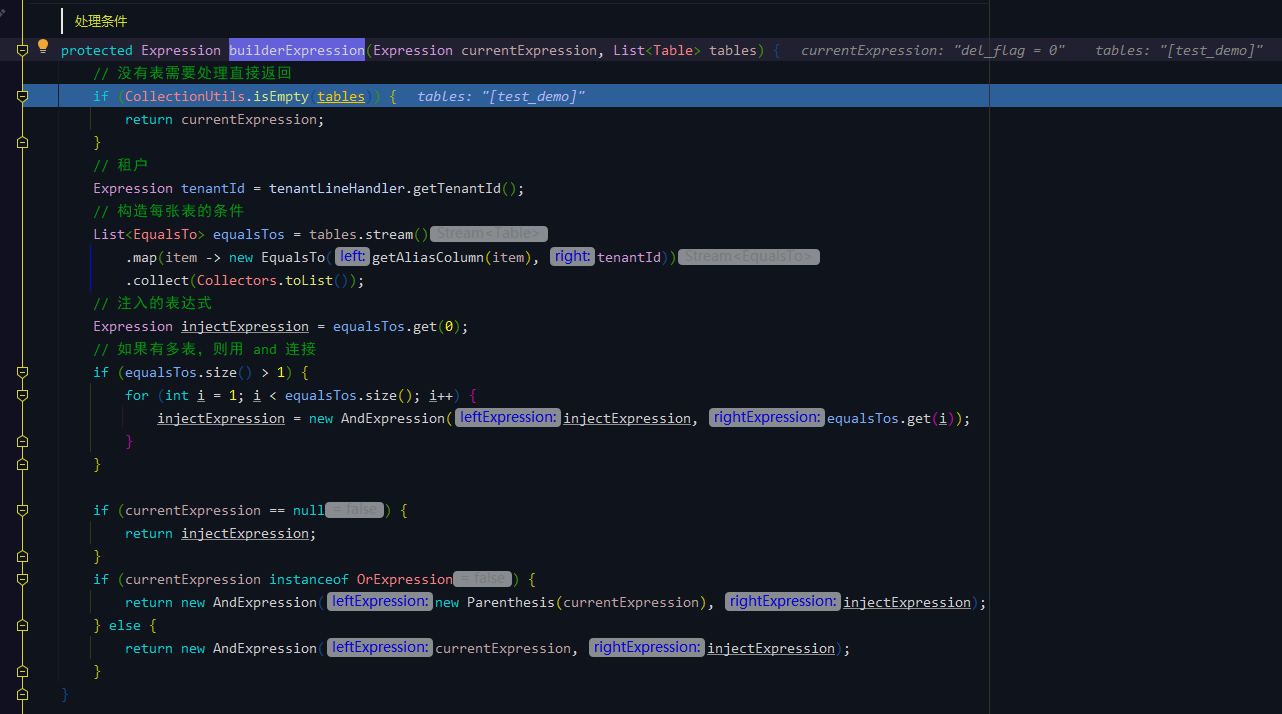 处理条件
protected Expression builderExpression(Expression currentExpression, List<Table> tables) { currentExpression: "del_flag = 0" tables: "[test_demo]"
// 没有表需要处理直接返回
if (CollectionUtils.isEmpty(tables)) { tables: "[test_demo]"
return currentExpression;
}
// 租户
Expression tenantId = tenantLineHandler.getTenantId();
// 构造每张表的条件
List<EqualsTo> equalsTos = tables.stream() Stream<Table>
.map(item -> new EqualsTo( left: getAliasColumn(item), right: tenantId)) Stream<EqualsTo>
.collect(Collectors.toList());
// 注入的表达式
Expression injectExpression = equalsTos.get(0);
// 如果有多表，则用 and 连接
if (equalsTos.size() > 1) {
for (int i = 1; i < equalsTos.size(); i++) {
injectExpression = new AndExpression( leftExpression: injectExpression, rightExpression: equalsTos.get(i));
}
}
if (currentExpression == null = false ) {
return injectExpression;
}
if (currentExpression instanceof OrExpression = false ) {
return new AndExpression( leftExpression: new Parenthesis(currentExpression), rightExpression: injectExpression);
} else {
return new AndExpression( leftExpression: currentExpression, rightExpression: injectExpression);
}
}